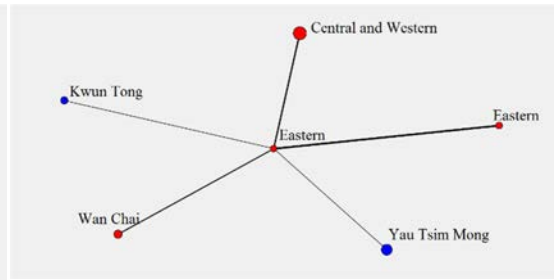 Central and Western
Kwun Tong
Eastern
Eastern
Wan Chai
Yau Tsim Mong